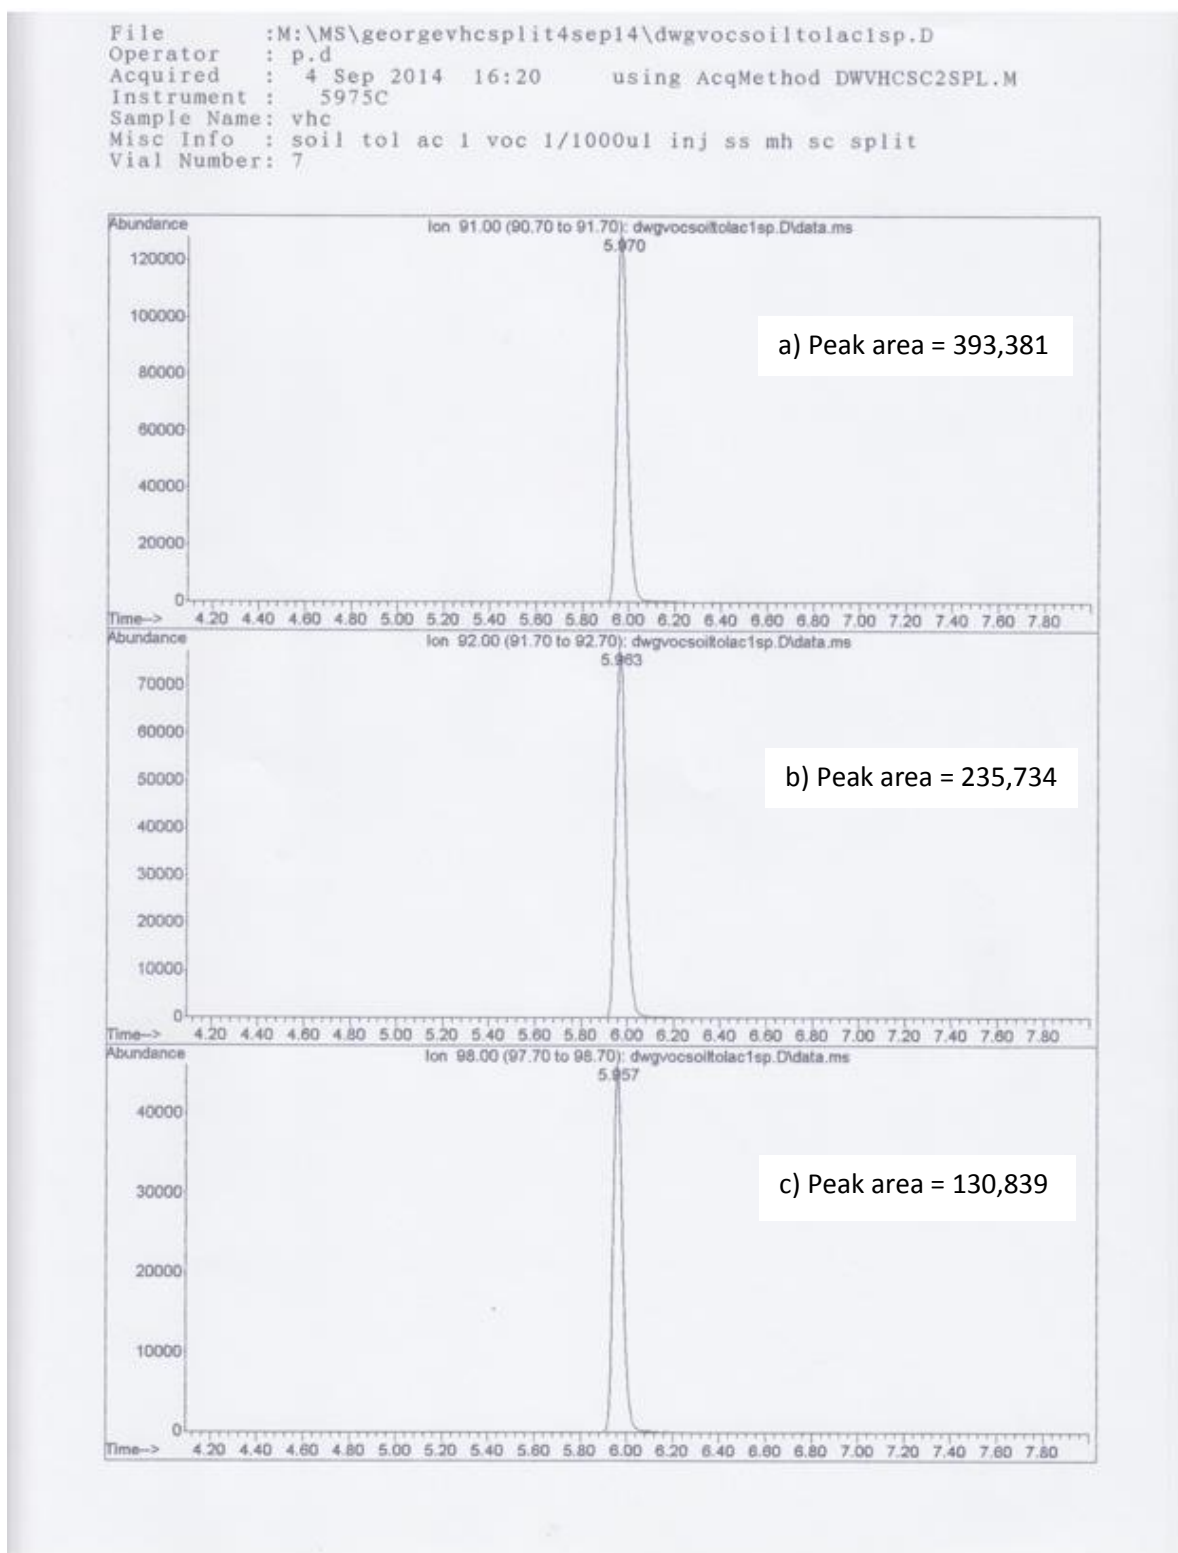 File :M:\MS\georgevhcsplit4sep14\dwgvocsoiltolac1sp.D
Operator : p.d
Acquired : 4 Sep 2014 16:20 using AcqMethod DWVHCSC2SPL.M
Instrument : 5975C
Sample Name: vhc
Misc Info : soil tol ac 1 voc 1/1000ul inj ss mh sc split
Vial Number: 7
Abundance
Ion 91.00 (90.70 to 91.70): dwgvocsoiltolac1sp.D\data.ms
5.970
120000
100000
80000
60000
40000
20000
0
a) Peak area = 393,381
Time--> 4.20 4.40 4.60 4.80 5.00 5.20 5.40 5.60 5.80 6.00 6.20 6.40 6.60 6.80 7.00 7.20 7.40 7.60 7.80
Abundance
Ion 92.00 (91.70 to 92.70): dwgvocsoiltolac1sp.D\data.ms
5.963
70000
60000
50000
40000
30000
20000
10000
0
b) Peak area = 235,734
Time--> 4.20 4.40 4.60 4.80 5.00 5.20 5.40 5.60 5.80 6.00 6.20 6.40 6.60 6.80 7.00 7.20 7.40 7.60 7.80
Abundance
Ion 98.00 (97.70 to 98.70): dwgvocsoiltolac1sp.D\data.ms
5.957
40000
30000
20000
10000
0
c) Peak area = 130,839
Time--> 4.20 4.40 4.60 4.80 5.00 5.20 5.40 5.60 5.80 6.00 6.20 6.40 6.60 6.80 7.00 7.20 7.40 7.60 7.80